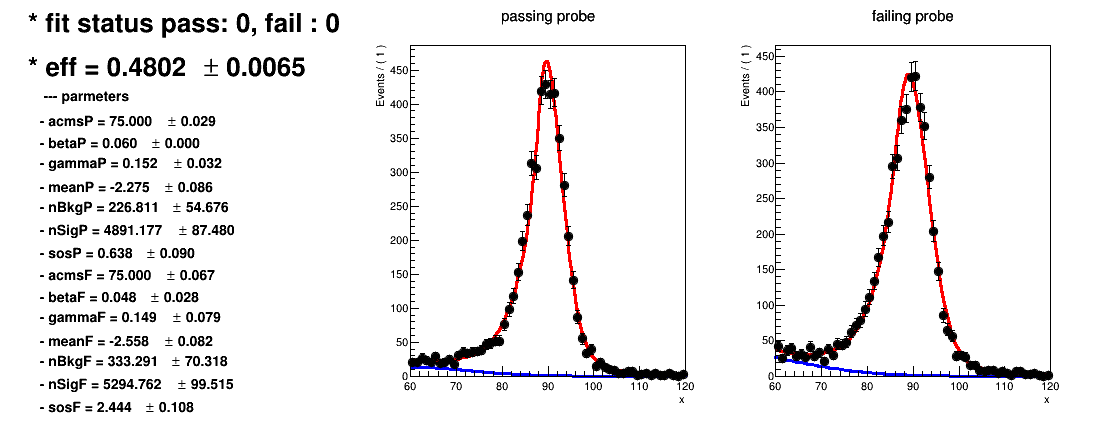 * fit status pass: 0, fail : 0
* eff = 0.4802 ± 0.0065
--- parmeters
- acmsP = 75.000 ± 0.029
- betaP = 0.060 ± 0.000
- gammaP = 0.152 ± 0.032
- meanP = -2.275 ± 0.086
- nBkgP = 226.811 ± 54.676
- nSigP = 4891.177 ± 87.480
- sosP = 0.638 ± 0.090
- acmsF = 75.000 ± 0.067
- betaF = 0.048 ± 0.028
- gammaF = 0.149 ± 0.079
- meanF = -2.558 ± 0.082
- nBkgF = 333.291 ± 70.318
- nSigF = 5294.762 ± 99.515
- sosF = 2.444 ± 0.108
passing probe
Events / ( 1 )
450
400
350
300
250
200
150
100
50
0
60 70 80 90 100 110 120
x
failing probe
Events / ( 1 )
450
400
350
300
250
200
150
100
50
0
60 70 80 90 100 110 120
x